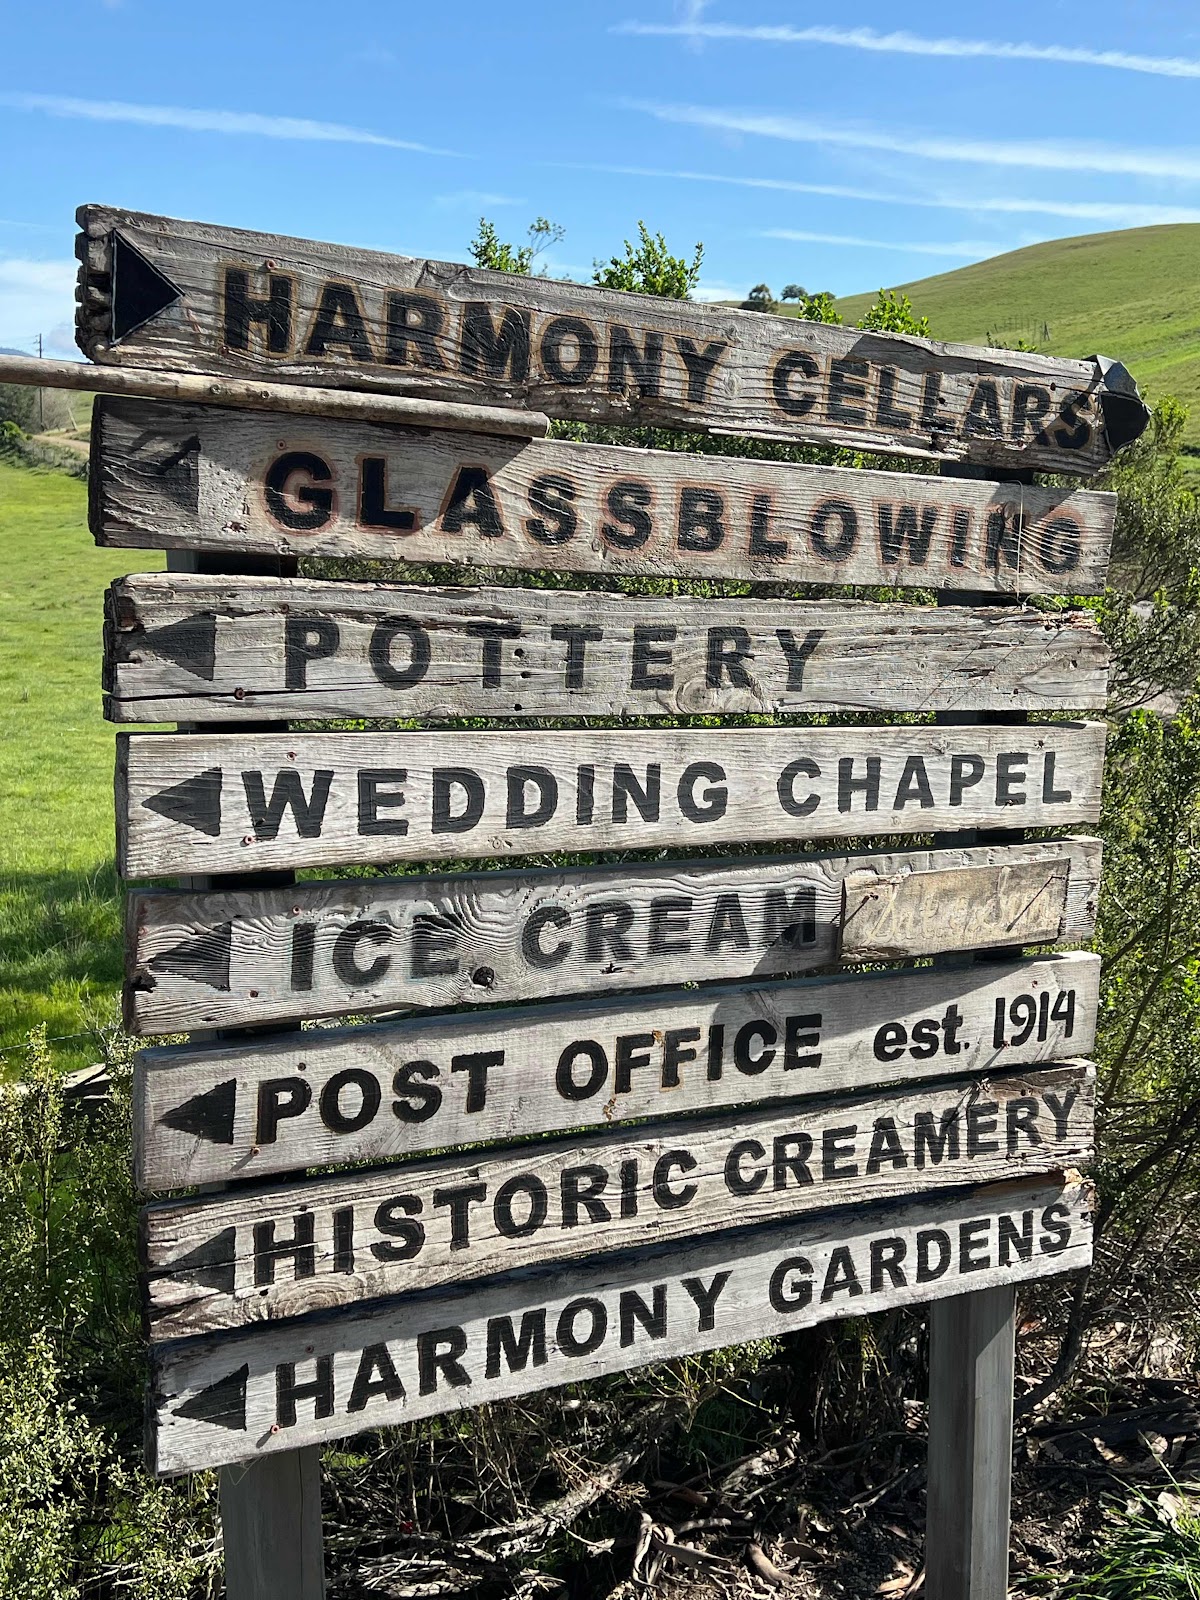 HARMONY CELLARS
GLASSBLOWING
POTTERY
WEDDING CHAPEL
ICE CREAM
POST OFFICE est. 1914
HISTORIC CREAMERY
HARMONY GARDENS